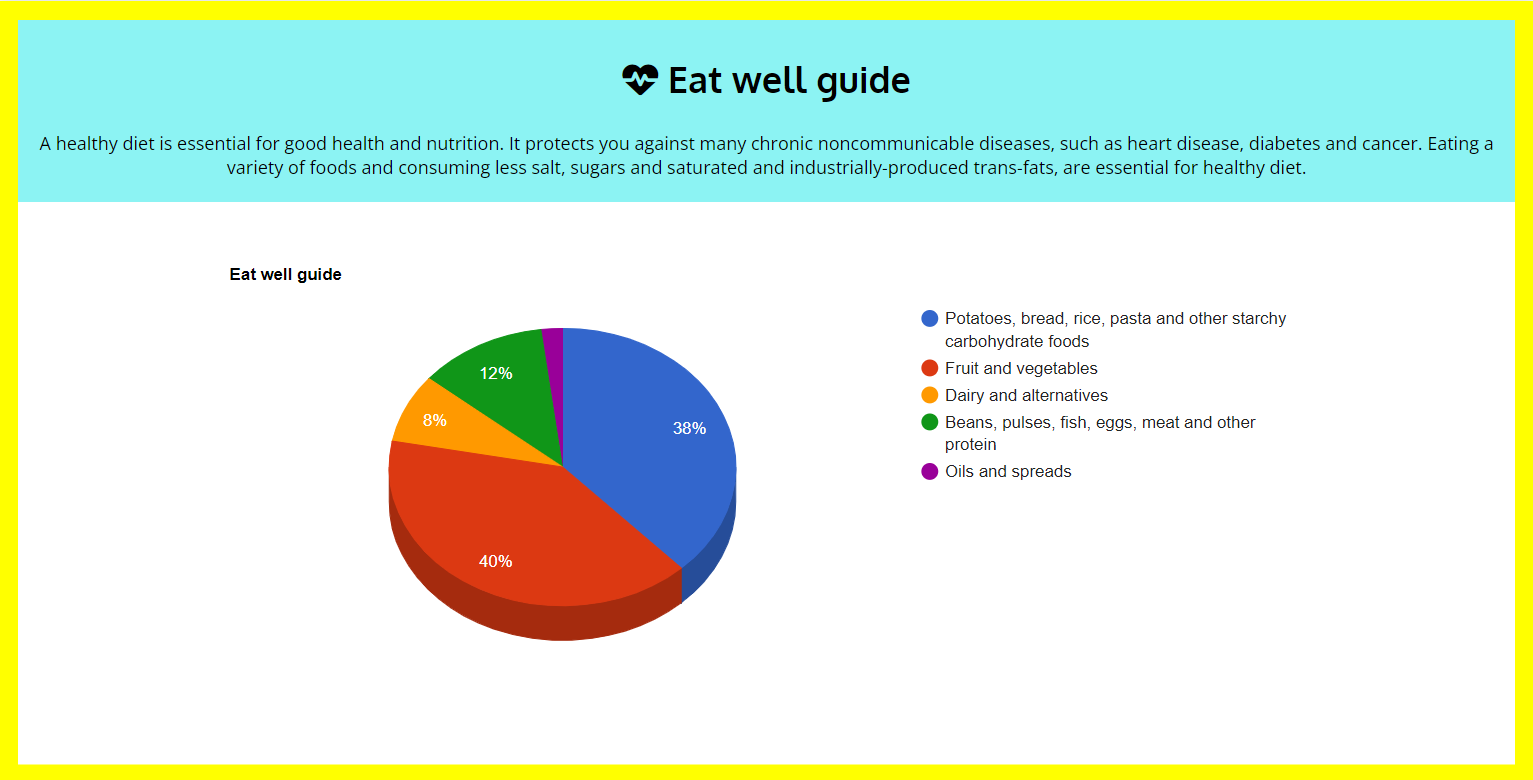 Eat well guide
A healthy diet is essential for good health and nutrition. It protects you against many chronic noncommunicable diseases, such as heart disease, diabetes and cancer. Eating a
variety of foods and consuming less salt, sugars and saturated and industrially-produced trans-fats, are essential for healthy diet.
Eat well guide
Potatoes, bread, rice, pasta and other starchy
carbohydrate foods
Fruit and vegetables
Dairy and alternatives
Beans, pulses, fish, eggs, meat and other
protein
Oils and spreads
12%
8%
38%
40%